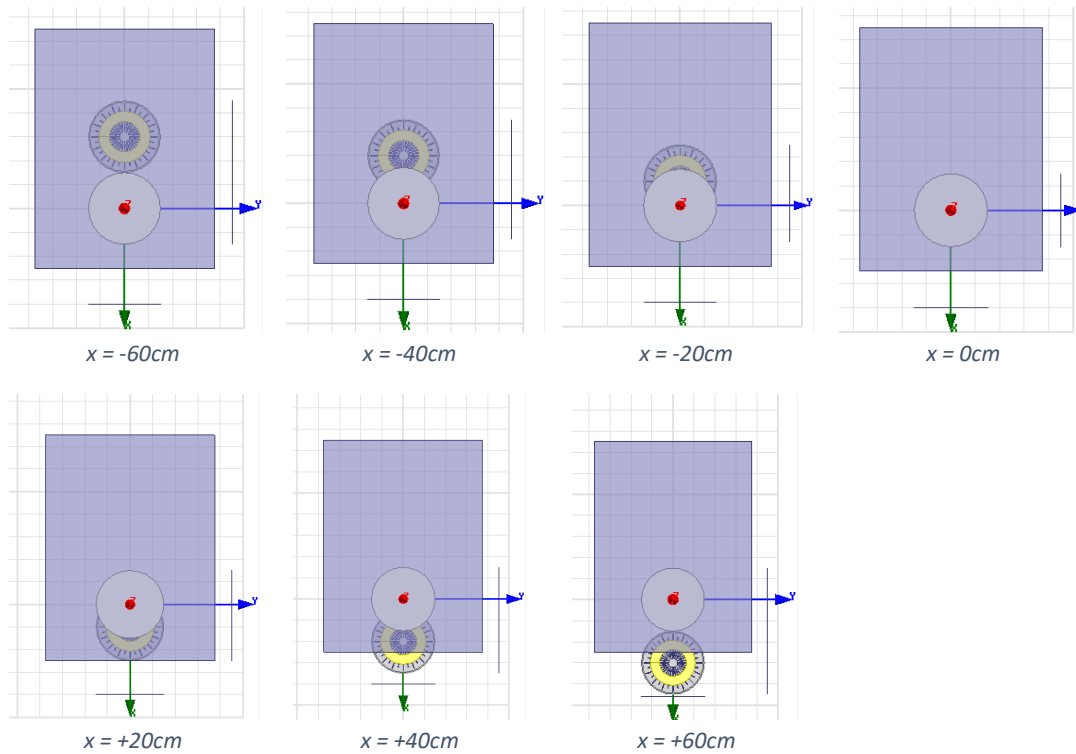 Z
Y
X
Z
Y
X
Z
Y
X
Z
X
x = -60cm
x = -40cm
x = -20cm
x = 0cm
Z
Y
X
Z
Y
X
Z
Y
X
x = +20cm
x = +40cm
x = +60cm